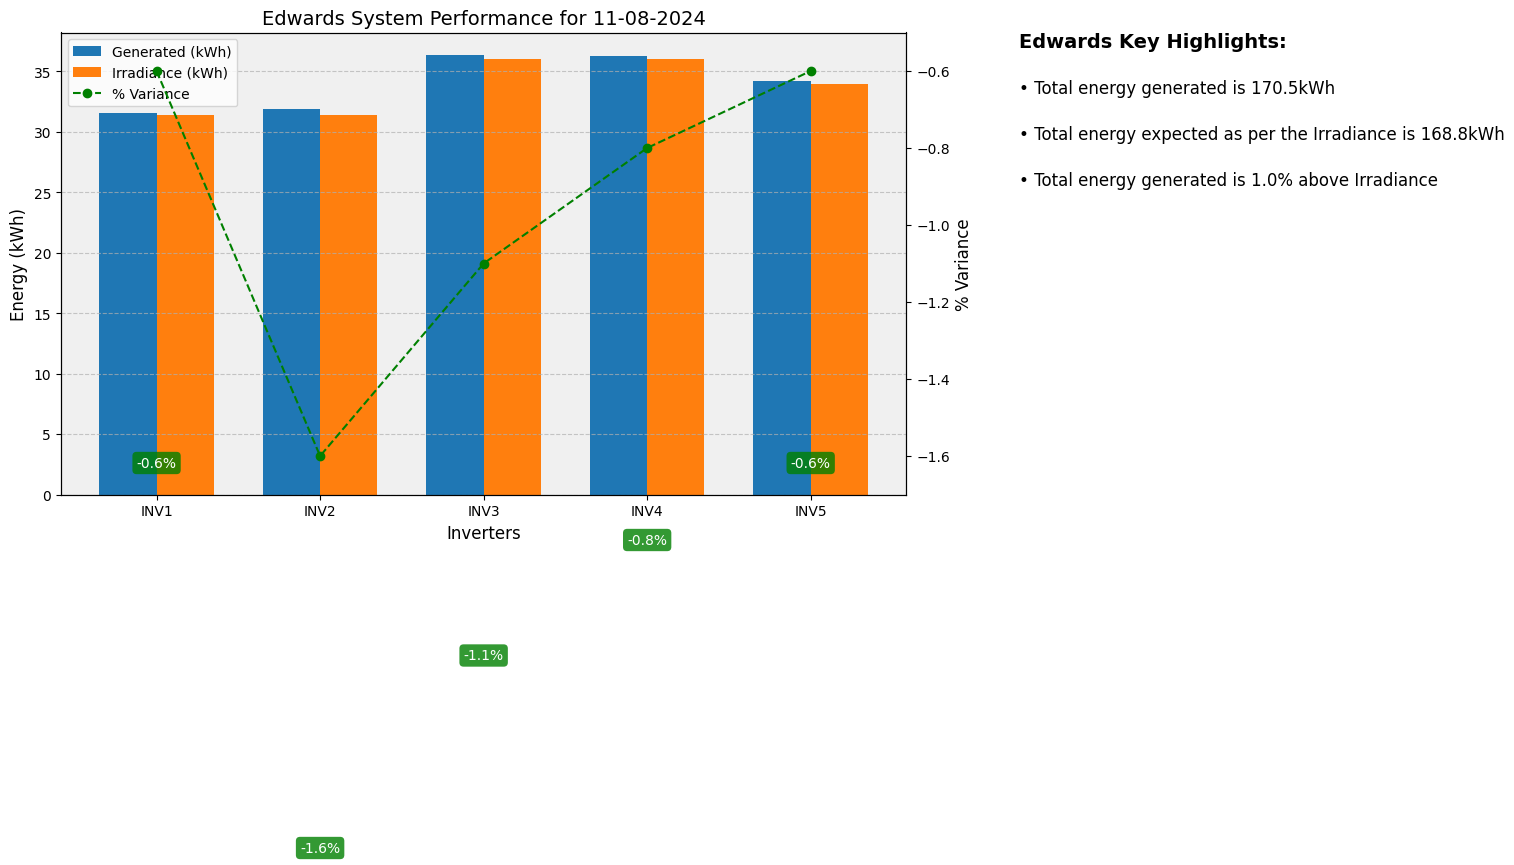 Edwards System Performance for 11-08-2024
Generated (kWh)
Irradiance (kWh)
% Variance
Energy (kWh)
35
30
25
20
15
10
5
0
−0.6
−0.8
−1.0
−1.2
−1.4
−1.6
% Variance
-0.6%
-0.6%
INV1
INV2
INV3
INV4
INV5
Inverters
-0.8%
-1.1%
-1.6%
Edwards Key Highlights:
• Total energy generated is 170.5kWh
• Total energy expected as per the Irradiance is 168.8kWh
• Total energy generated is 1.0% above Irradiance